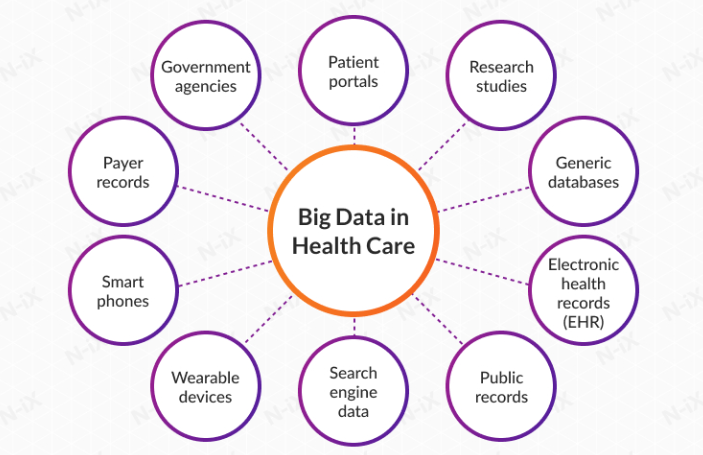 Government
agencies
Patient
portals
Research
studies
Payer
records
Generic
databases
Big Data in
Health Care
Smart
phones
Electronic
health
records
(EHR)
Wearable
devices
Search
engine
data
Public
records
N-iX